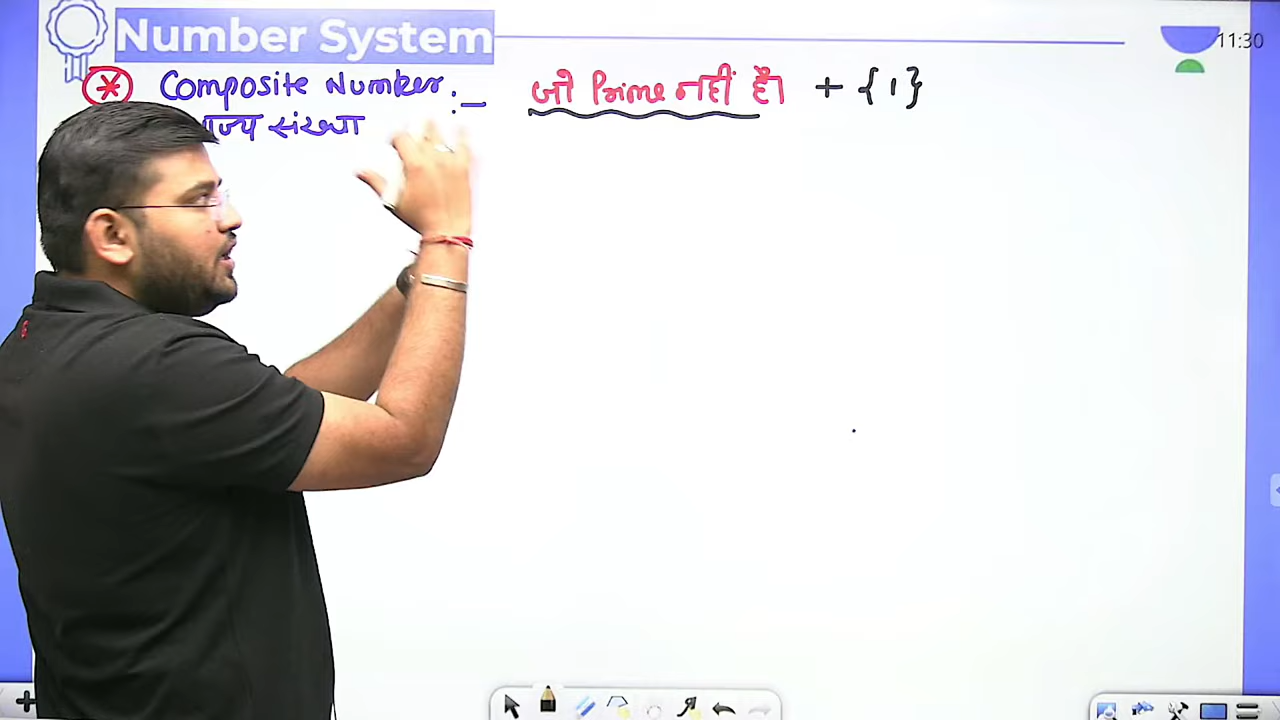 Number System
11:30
* Composite Number :- जो Prime नहीं है। + {1}
संख्या